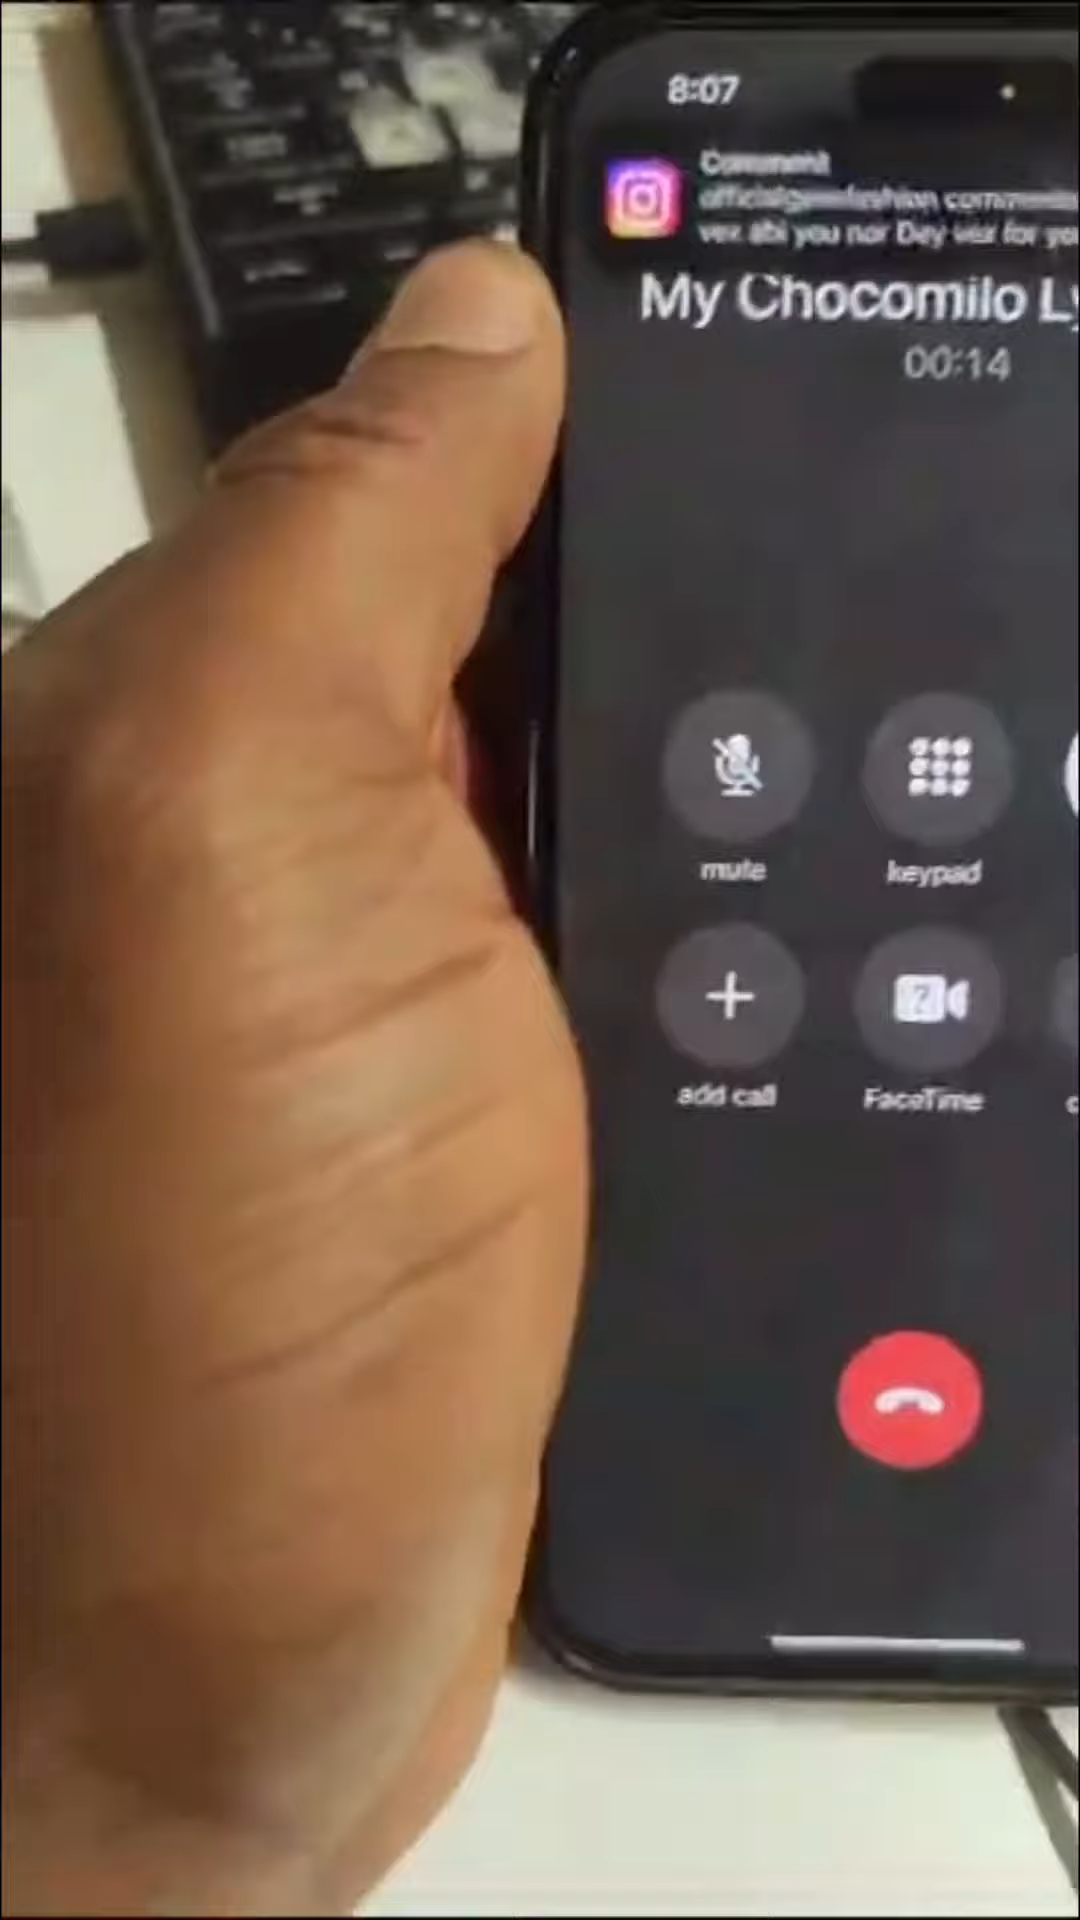 8:07
Comment
vex abi you nor Dey vex for
My Chocomilo
00:14
mute
keypad
add call
FaceTime